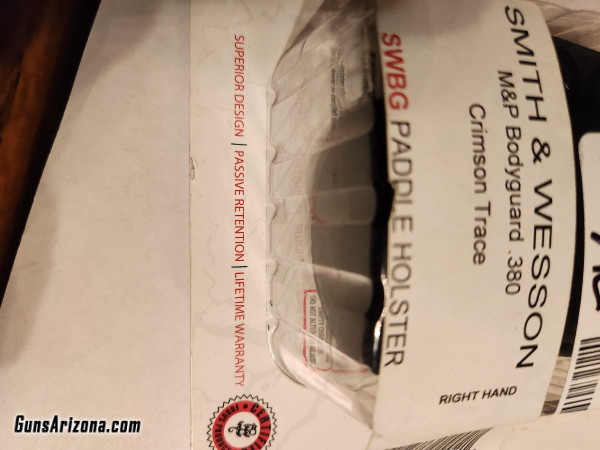 SMITH & WESSON
M&P Bodyguard .380
Crimson Trace
RIGHT HAND
SWBG PADDLE HOLSTER
SUPERIOR DESIGN | PASSIVE RETENTION | LIFETIME WARRANTY
GunsArizona.com